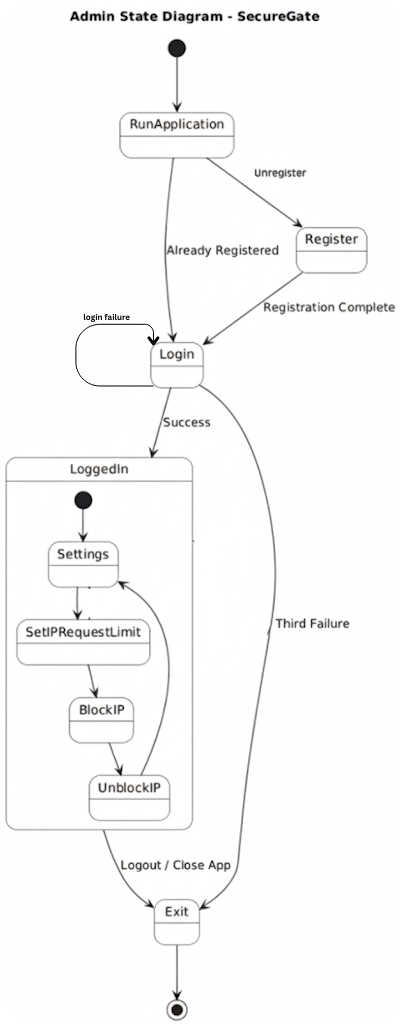 Admin State Diagram - SecureGate
RunApplication
Unregister
Register
Already Registered
Registration Complete
login failure
Login
Success
LoggedIn
Settings
SetIPRequestLimit
Third Failure
BlockIP
UnblockIP
Logout / Close App
Exit